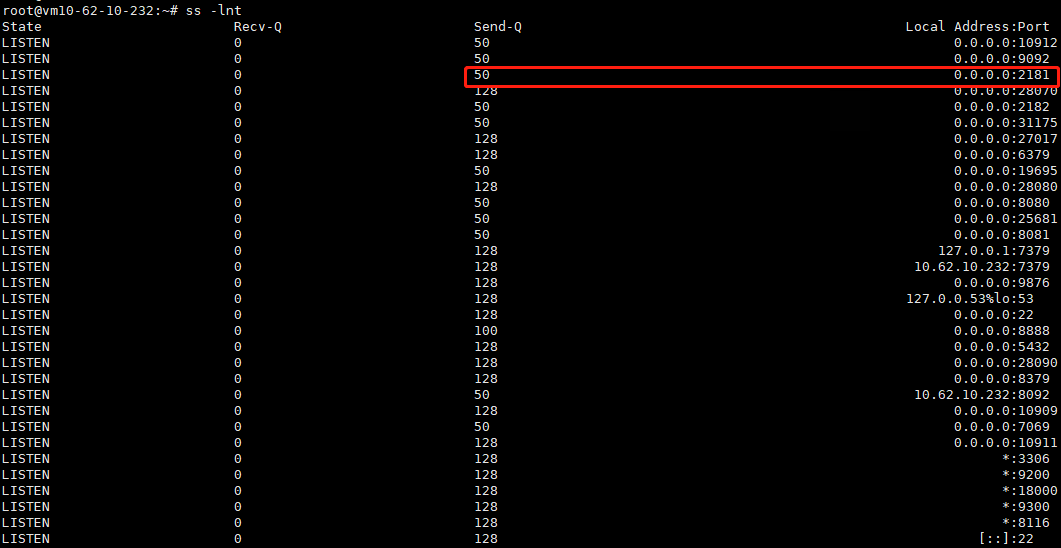 root@vm10-62-10-232:~# ss -lnt
State Recv-Q Send-Q Local Address:Port
LISTEN 0 50 0.0.0.0:10912
LISTEN 0 50 0.0.0.0:9092
LISTEN 0 50 0.0.0.0:2181
LISTEN 0 128 0.0.0.0:28070
LISTEN 0 50 0.0.0.0:2182
LISTEN 0 50 0.0.0.0:31175
LISTEN 0 128 0.0.0.0:27017
LISTEN 0 128 0.0.0.0:6379
LISTEN 0 50 0.0.0.0:19695
LISTEN 0 128 0.0.0.0:28080
LISTEN 0 50 0.0.0.0:8080
LISTEN 0 50 0.0.0.0:25681
LISTEN 0 50 0.0.0.0:8081
LISTEN 0 128 127.0.0.1:7379
LISTEN 0 128 10.62.10.232:7379
LISTEN 0 128 0.0.0.0:9876
LISTEN 0 128 127.0.0.53%lo:53
LISTEN 0 128 0.0.0.0:22
LISTEN 0 100 0.0.0.0:8888
LISTEN 0 128 0.0.0.0:5432
LISTEN 0 128 0.0.0.0:28090
LISTEN 0 128 0.0.0.0:8379
LISTEN 0 50 10.62.10.232:8092
LISTEN 0 128 0.0.0.0:10909
LISTEN 0 50 0.0.0.0:7069
LISTEN 0 128 0.0.0.0:10911
LISTEN 0 128 *:3306
LISTEN 0 128 *:9200
LISTEN 0 128 *:18000
LISTEN 0 128 *:9300
LISTEN 0 128 *:8116
LISTEN 0 128 [::]:22